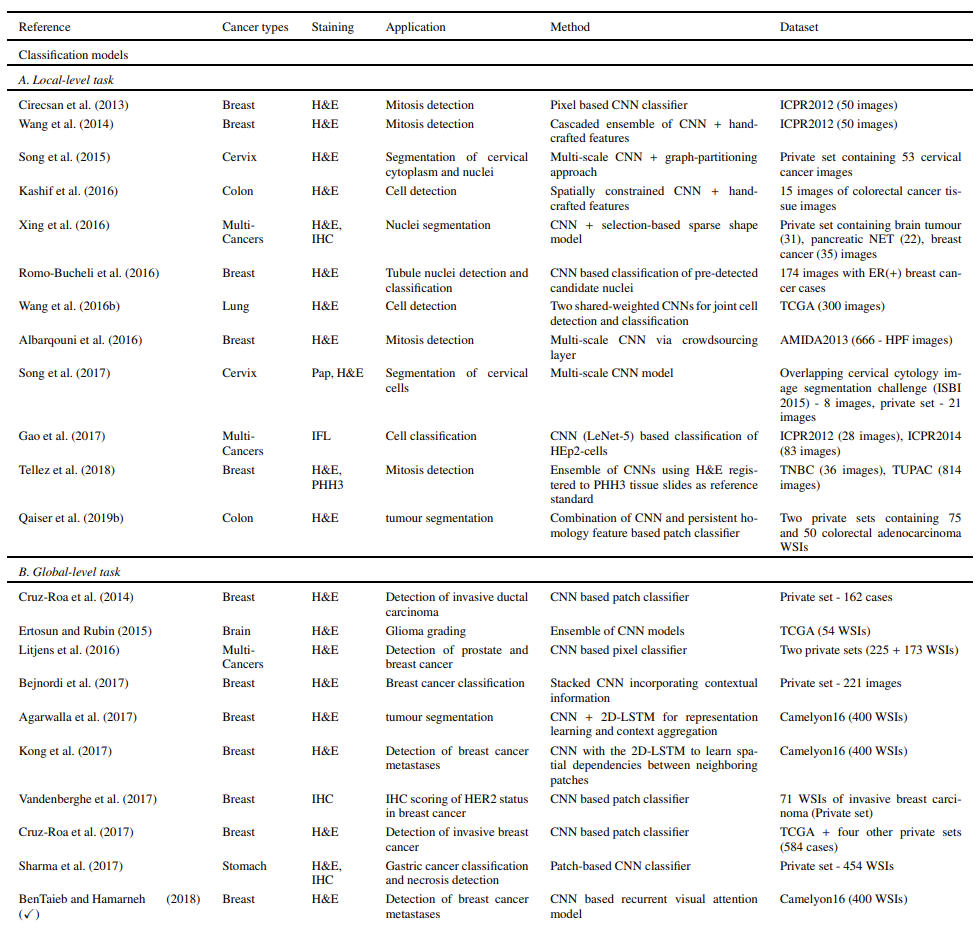 Reference Cancer types Staining Application Method Dataset
Classification models
A. Local-level task
Cirecsan et al. (2013) Breast H&E Mitosis detection Pixel based CNN classifier ICPR2012 (50 images)
Wang et al. (2014) Breast H&E Mitosis detection Cascaded ensemble of CNN + hand- ICPR2012 (50 images)
crafted features
Song et al. (2015) Cervix H&E Segmentation of cervical Multi-scale CNN + graph-partitioning Private set containing 53 cervical
cytoplasm and nuclei approach cancer images
Kashif et al. (2016) Colon H&E Cell detection Spatially constrained CNN + hand- 15 images of colorectal cancer tis-
crafted features sue images
Xing et al. (2016) Multi- H&E, Nuclei segmentation CNN + selection-based sparse shape Private set containing brain tumour
Cancers IHC model (31), pancreatic NET (22), breast
cancer (35) images
Romo-Bucheli et al. (2016) Breast H&E Tubule nuclei detection and CNN based classification of pre-detected 174 images with ER(+) breast can-
classification candidate nuclei cer cases
Wang et al. (2016b) Lung H&E Cell detection Two shared-weighted CNNs for joint cell TCGA (300 images)
detection and classification
Albarqouni et al. (2016) Breast H&E Mitosis detection Multi-scale CNN via crowdsourcing AMIDA2013 (666 - HPF images)
layer
Song et al. (2017) Cervix Pap, H&E Segmentation of cervical Multi-scale CNN model Overlapping cervical cytology im-
cells age segmentation challenge (ISBI
2015) - 8 images, private set - 21
images
Gao et al. (2017) Multi- IFL Cell classification CNN (LeNet-5) based classification of ICPR2012 (28 images), ICPR2014
Cancers HEp2-cells (83 images)
Tellez et al. (2018) Breast H&E, Mitosis detection Ensemble of CNNs using H&E regis- TNBC (36 images), TUPAC (814
PHH3 tered to PHH3 tissue slides as reference images)
standard
Qaiser et al. (2019b) Colon H&E tumour segmentation Combination of CNN and persistent ho- Two private sets containing 75
mology feature based patch classifier and 50 colorectal adenocarcinoma
WSIs
B. Global-level task
Cruz-Roa et al. (2014) Breast H&E Detection of invasive ductal CNN based patch classifier Private set - 162 cases
carcinoma
Ertosun and Rubin (2015) Brain H&E Glioma grading Ensemble of CNN models TCGA (54 WSIs)
Litjens et al. (2016) Multi- H&E Detection of prostate and CNN based pixel classifier Two private sets (225 + 173 WSIs)
Cancers breast cancer
Bejnordi et al. (2017) Breast H&E Breast cancer classification Stacked CNN incorporating contextual Private set - 221 images
information
Agarwalla et al. (2017) Breast H&E tumour segmentation CNN + 2D-LSTM for representation Camelyon16 (400 WSIs)
learning and context aggregation
Kong et al. (2017) Breast H&E Detection of breast cancer CNN with the 2D-LSTM to learn spa- Camelyon16 (400 WSIs)
metastases tial dependencies between neighboring
patches
Vandenberghe et al. (2017) Breast IHC IHC scoring of HER2 status CNN based patch classifier 71 WSIs of invasive breast carci-
in breast cancer noma (Private set)
Cruz-Roa et al. (2017) Breast H&E Detection of invasive breast CNN based patch classifier TCGA + four other private sets
cancer (584 cases)
Sharma et al. (2017) Stomach H&E, Gastric cancer classification Patch-based CNN classifier Private set - 454 WSIs
IHC and necrosis detection
BenTaieb and Hamarneh (2018) Breast H&E Detection of breast cancer CNN based recurrent visual attention Camelyon16 (400 WSIs)
(✓) metastases model